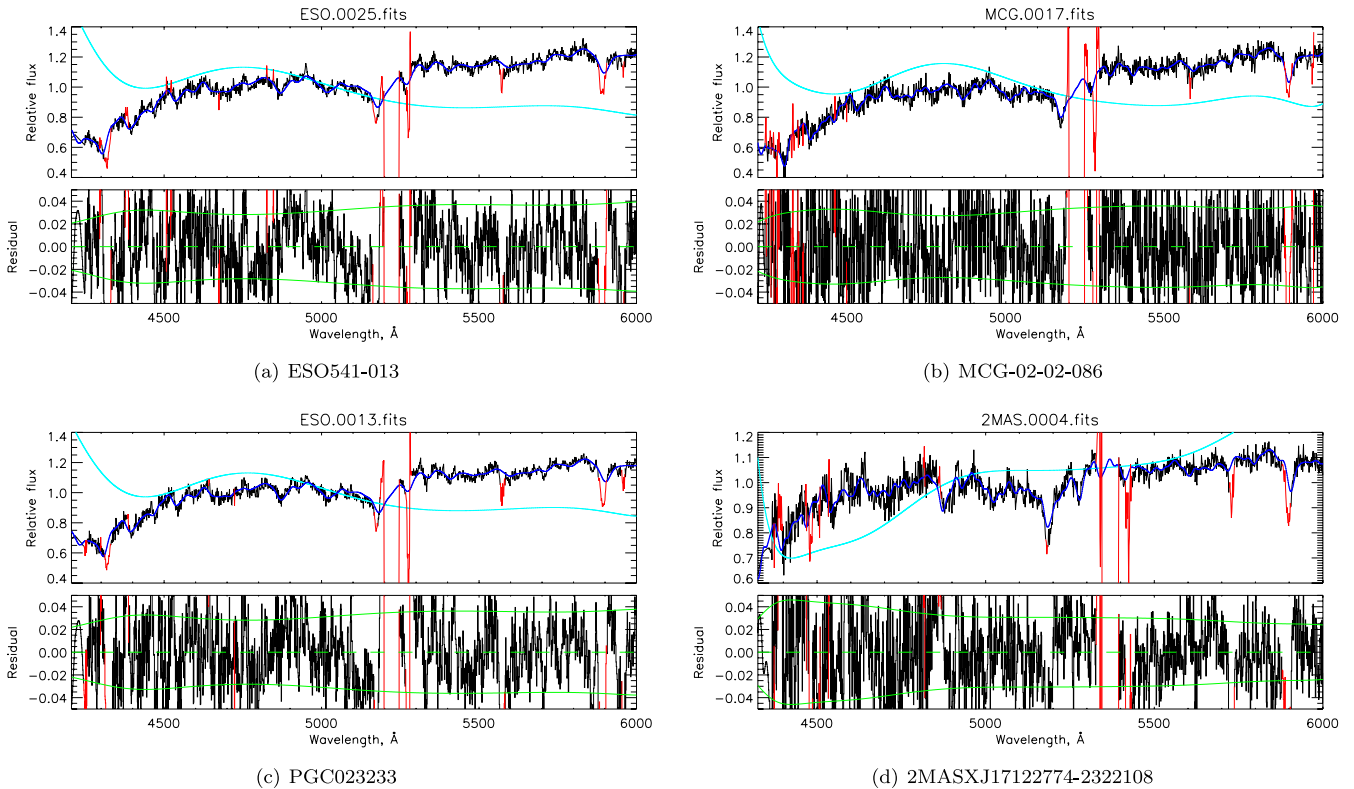 ESO.0025.fits
Relative flux
1.4
1.2
1.0
0.8
0.6
0.4
Residual
0.04
0.02
0.00
−0.02
−0.04
4500 5000 5500 6000
Wavelength, Å
(a) ESO541-013
MCG.0017.fits
Relative flux
1.4
1.2
1.0
0.8
0.6
0.4
Residual
0.04
0.02
0.00
−0.02
−0.04
4500 5000 5500 6000
Wavelength, Å
(b) MCG-02-02-086
ESO.0013.fits
Relative flux
1.4
1.2
1.0
0.8
0.6
0.4
Residual
0.04
0.02
0.00
−0.02
−0.04
4500 5000 5500 6000
Wavelength, Å
(c) PGC023233
2MAS.0004.fits
Relative flux
1.2
1.1
1.0
0.9
0.8
0.7
0.6
Residual
0.04
0.02
0.00
−0.02
−0.04
4500 5000 5500 6000
Wavelength, Å
(d) 2MASXJ17122774-2322108